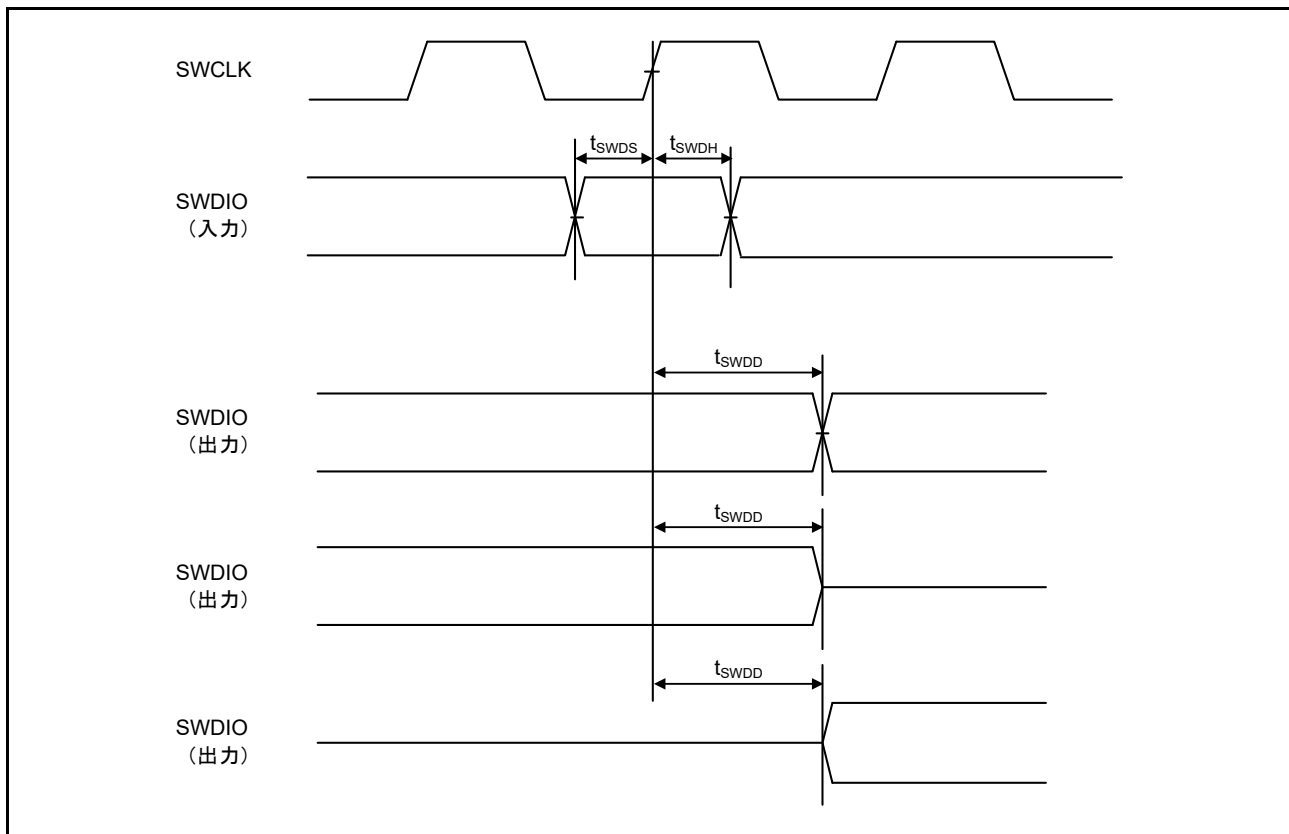 SWCLK
tSWDS
tSWDH
SWDIO
（入力）
tSWDD
SWDIO
（出力）
tSWDD
SWDIO
（出力）
tSWDD
SWDIO
（出力）